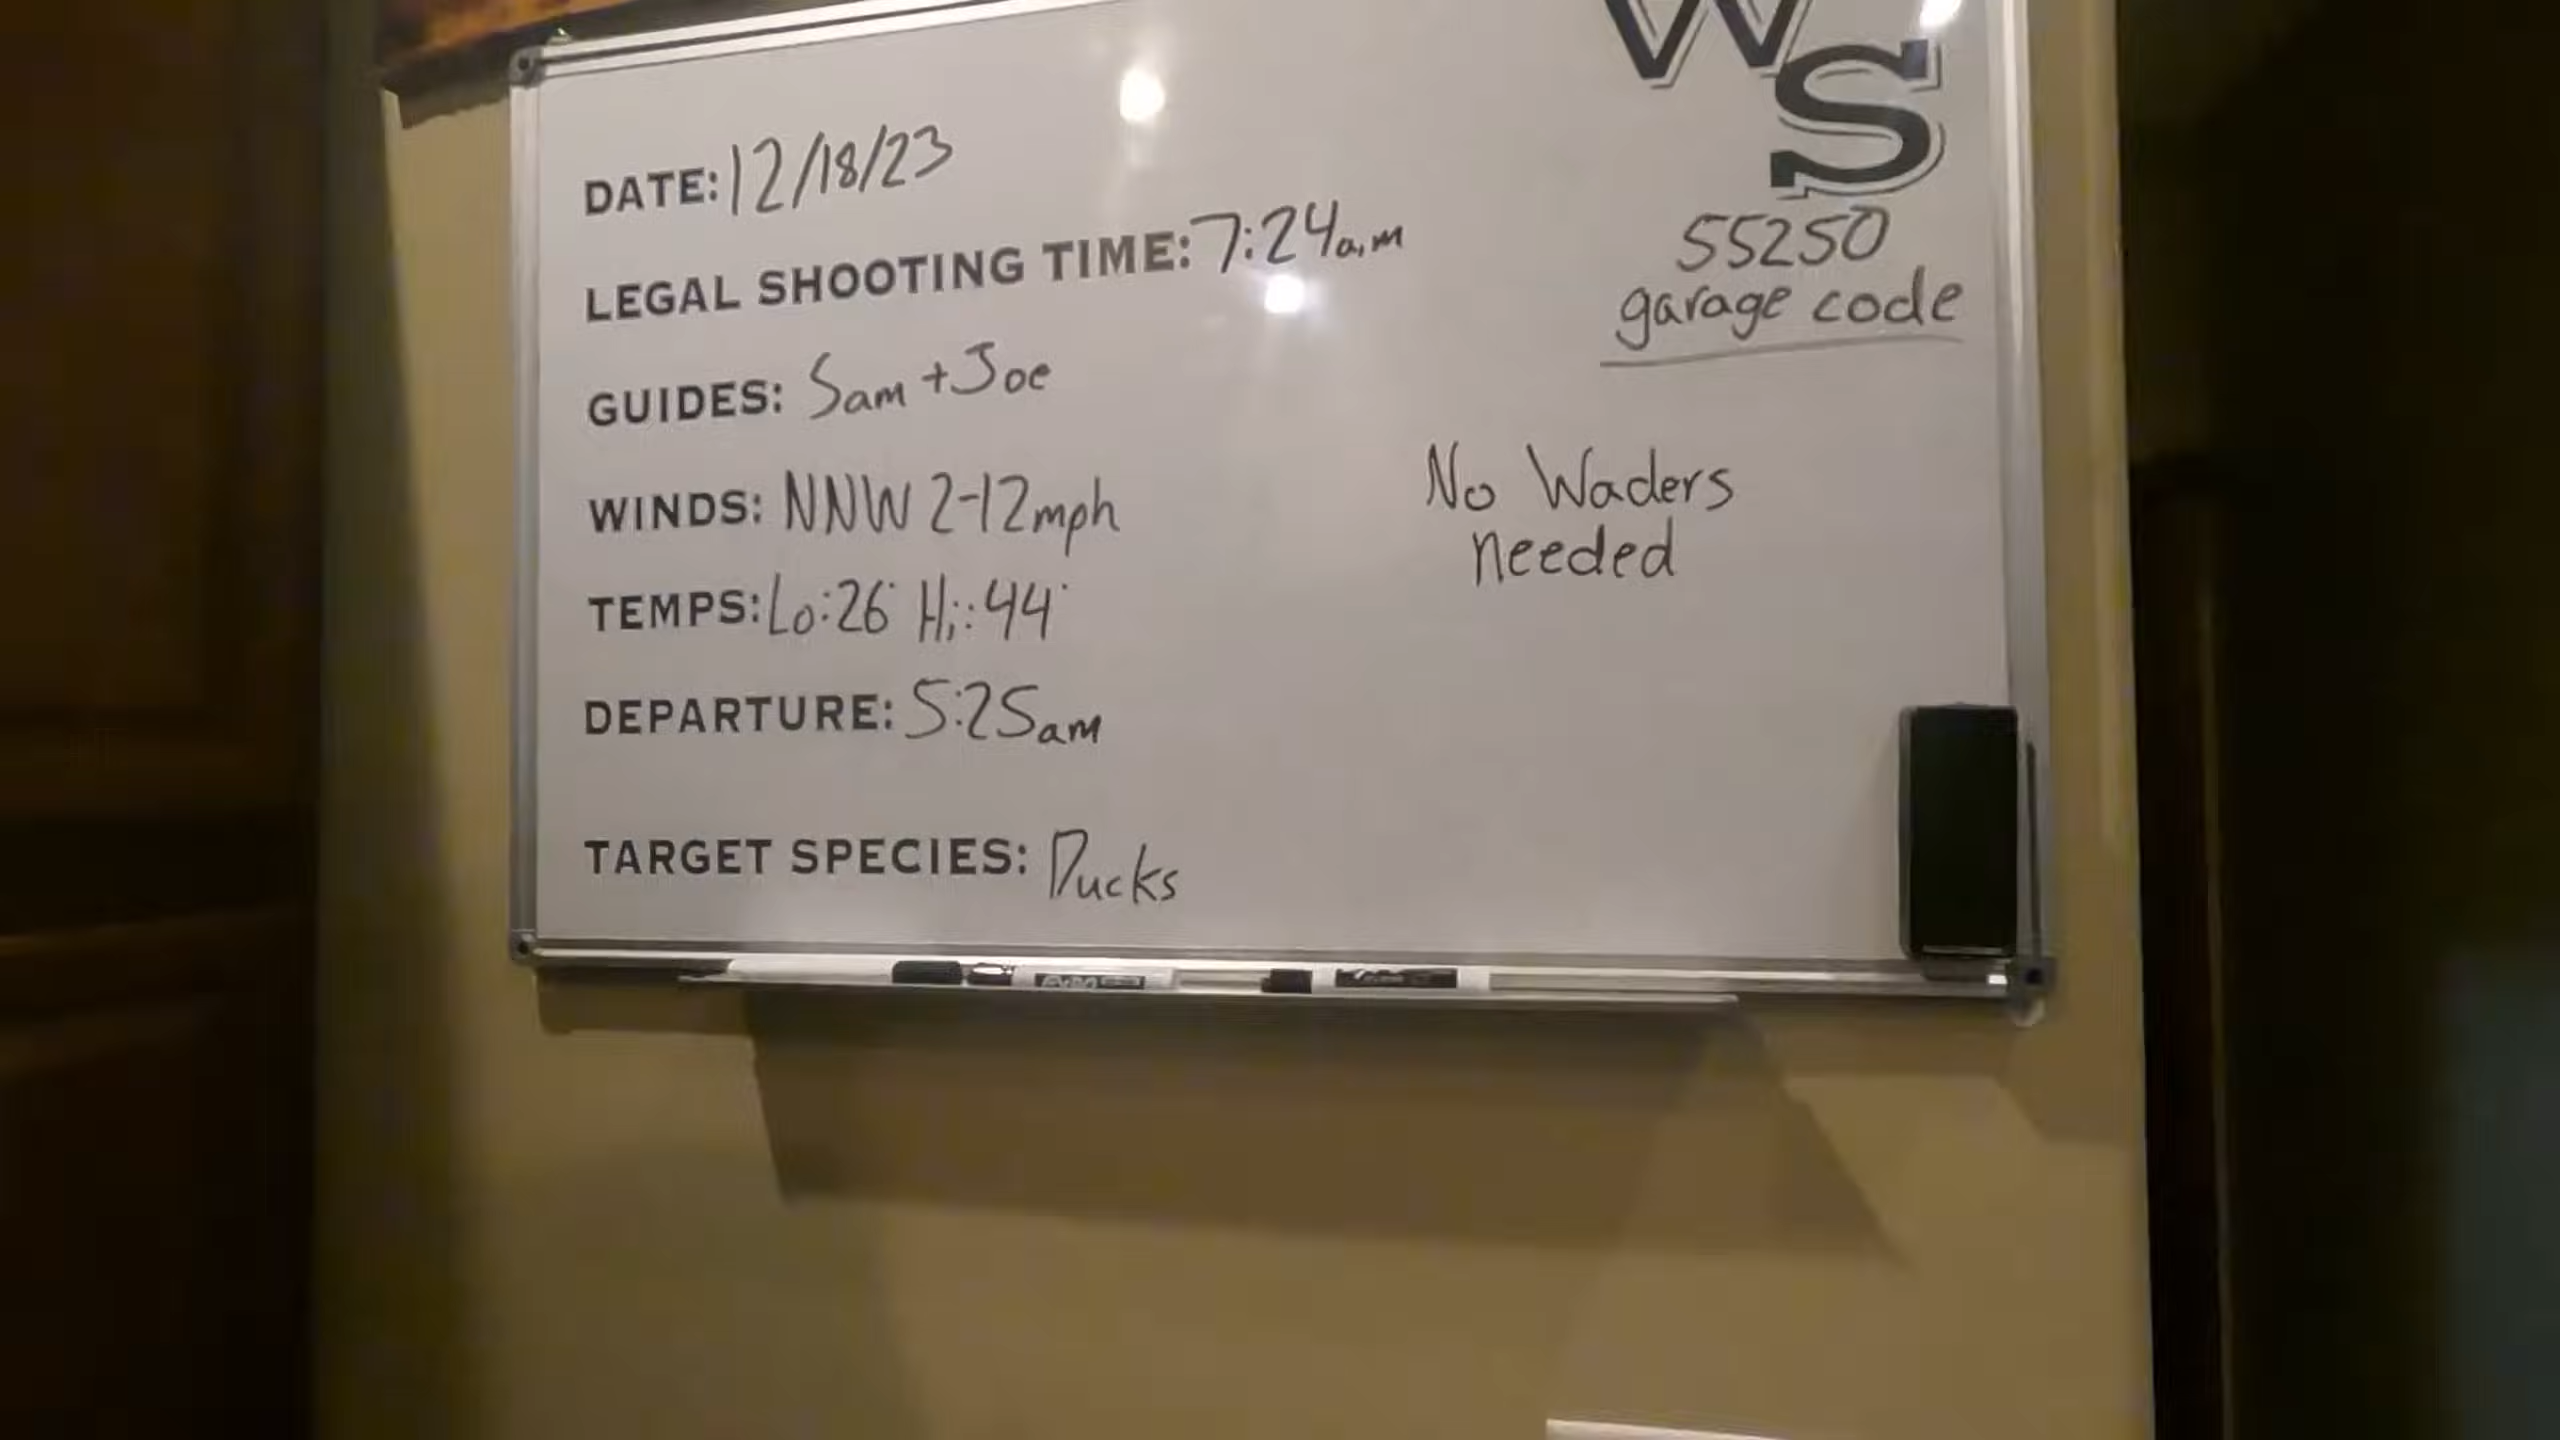 WS
DATE: 12/18/23
LEGAL SHOOTING TIME: 7:24a.m
55250
garage code
GUIDES: Sam + Joe
WINDS: NNW 2-12mph
No Waders
needed
TEMPS: Lo:26° Hi:44°
DEPARTURE: 5:25am
TARGET SPECIES: Ducks
EXPO